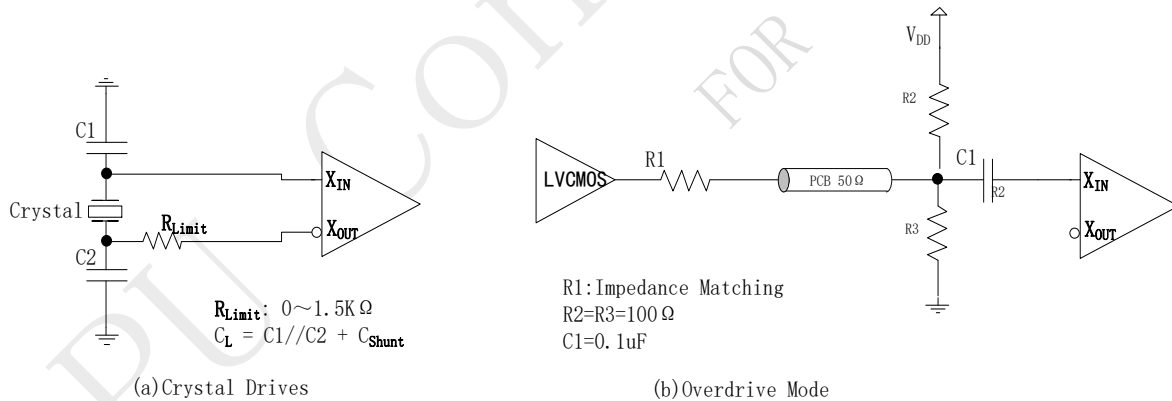 C1
Crystal
C2
R_Limit
X_IN
X_OUT
R_Limit: 0～1.5KΩ
C_L = C1//C2 + C_Shunt
(a)Crystal Drives
LVCMOS
R1
PCB 50Ω
V_DD
R2
R3
C1
R2
X_IN
X_OUT
R1:Impedance Matching
R2=R3=100Ω
C1=0.1uF
(b)Overdrive Mode
FOR